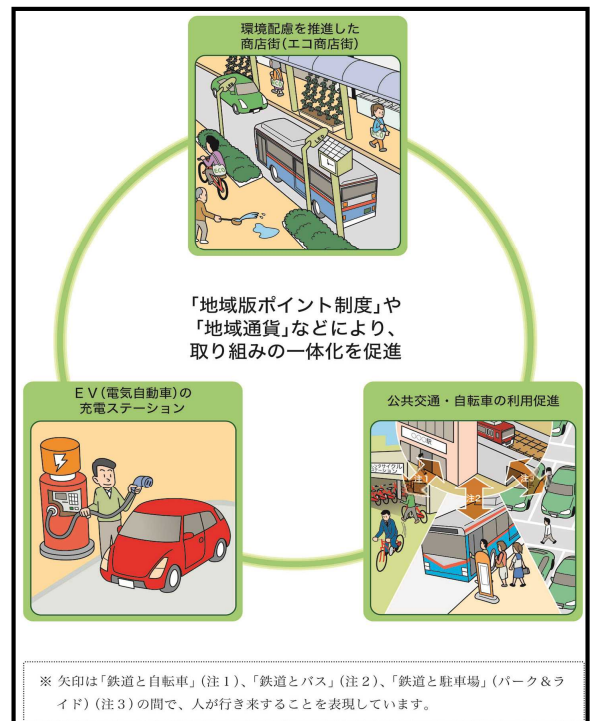 環境配慮を推進した
商店街(エコ商店街)
ECO
「地域版ポイント制度」や
「地域通貨」などにより、
取り組みの一体化を促進
EV(電気自動車)の
充電ステーション
公共交通・自転車の利用促進
○○○駅
注1
注2
注3
※ 矢印は「鉄道と自転車」(注1)、「鉄道とバス」(注2)、「鉄道と駐車場」(パーク&ラ
イド)(注3)の間で、人が行き来することを表現しています。